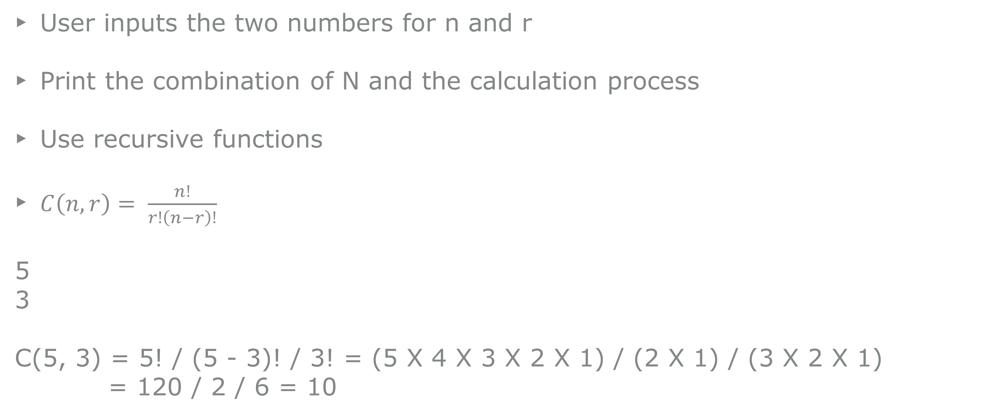 ▶ User inputs the two numbers for n and r
▶ Print the combination of N and the calculation process
▶ Use recursive functions
▶ C(n, r) = n! / r!(n−r)!
5
3
C(5, 3) = 5! / (5 - 3)! / 3! = (5 X 4 X 3 X 2 X 1) / (2 X 1) / (3 X 2 X 1)
= 120 / 2 / 6 = 10